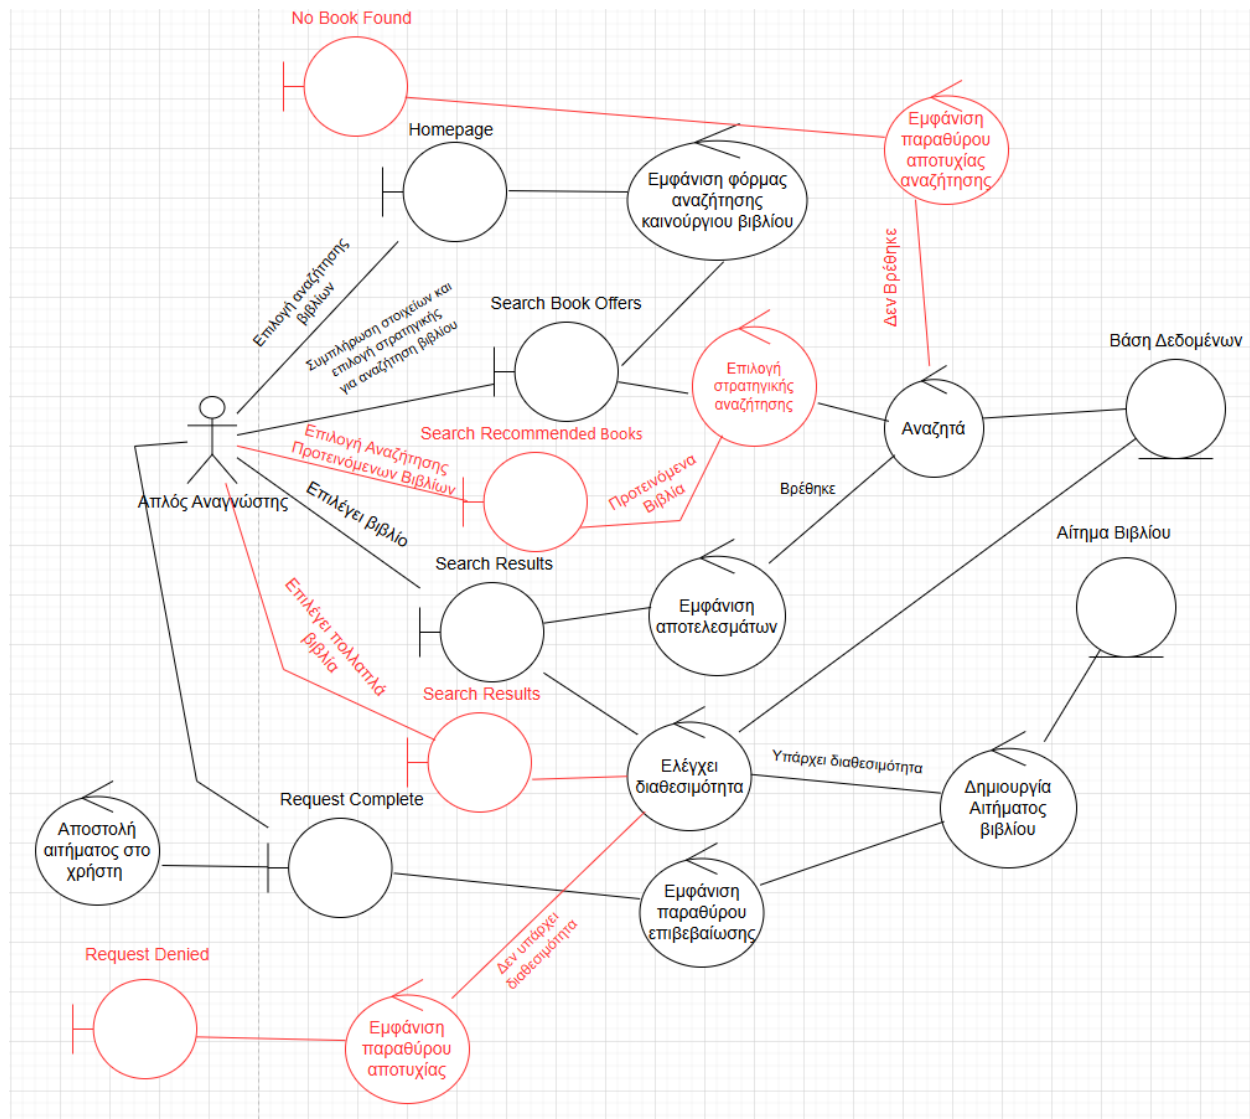 No Book Found
Εμφάνιση
παραθύρου
αποτυχίας
αναζήτησης
Homepage
Εμφάνιση φόρμας
αναζήτησης
καινούργιου βιβλίου
Δεν Βρέθηκε
Επιλογή αναζήτησης
βιβλίων
Συμπλήρωση στοιχείων και
επιλογή στρατηγικής
για αναζήτηση βιβλίου
Search Book Offers
Βάση Δεδομένων
Επιλογή
στρατηγικής
αναζήτησης
Αναζητά
Search Recommended Books
Επιλογή Αναζήτησης
Προτεινόμενων Βιβλίων
Προτεινόμενα
Βιβλία
Απλός Αναγνώστης
Επιλέγει βιβλίο
Βρέθηκε
Αίτημα Βιβλίου
Search Results
Εμφάνιση
αποτελεσμάτων
Επιλέγει πολλαπλά
βιβλία
Search Results
Ελέγχει
διαθεσιμότητα
Υπάρχει διαθεσιμότητα
Δημιουργία
Αιτήματος
βιβλίου
Request Complete
Αποστολή
αιτήματος στο
χρήστη
Εμφάνιση
παραθύρου
επιβεβαίωσης
Δεν υπάρχει
διαθεσιμότητα
Request Denied
Εμφάνιση
παραθύρου
αποτυχίας